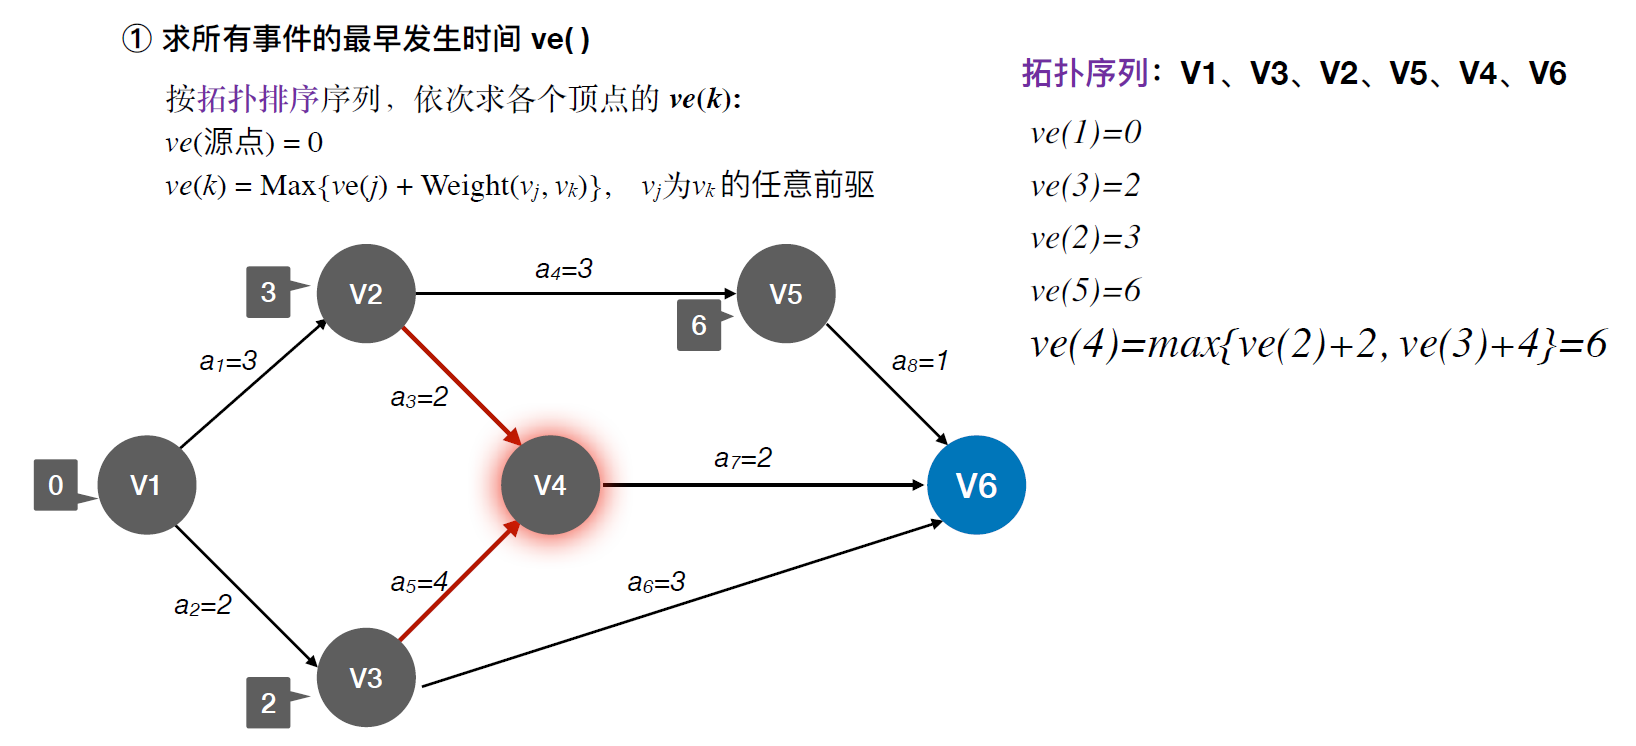 ① 求所有事件的最早发生时间 ve( )
按拓扑排序序列，依次求各个顶点的 ve(k):
ve(源点) = 0
ve(k) = Max{ve(j) + Weight(vj, vk)}, vj为vk 的任意前驱
拓扑序列：V1、V3、V2、V5、V4、V6
ve(1)=0
ve(3)=2
ve(2)=3
ve(5)=6
ve(4)=max{ve(2)+2, ve(3)+4}=6
3
V2
a4=3
V5
6
a1=3
a3=2
a8=1
0
V1
V4
a7=2
V6
a2=2
a5=4
a6=3
V3
2